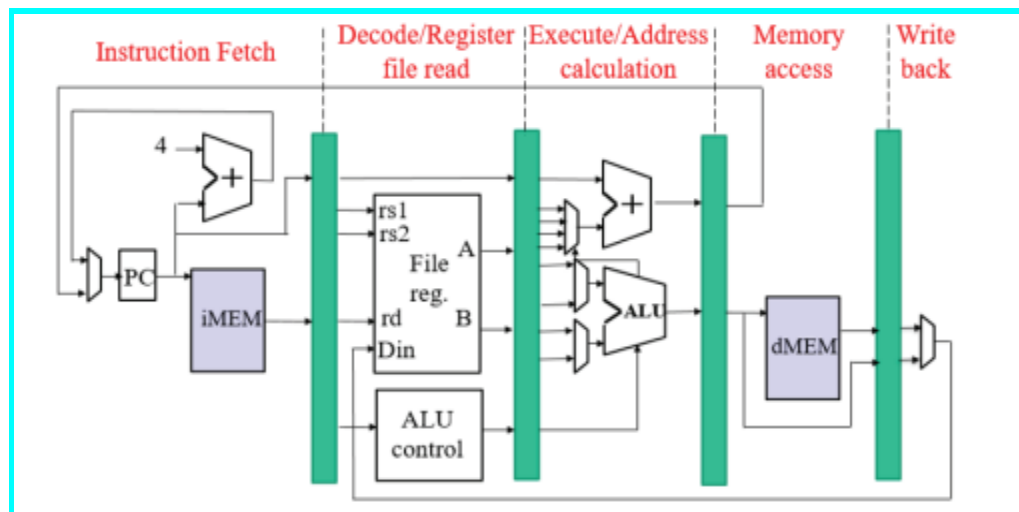 Instruction Fetch
Decode/Register
file read
Execute/Address
calculation
Memory
access
Write
back
4
+
PC
iMEM
rs1
rs2
rd
Din
File
reg.
A
B
ALU
control
+
ALU
dMEM